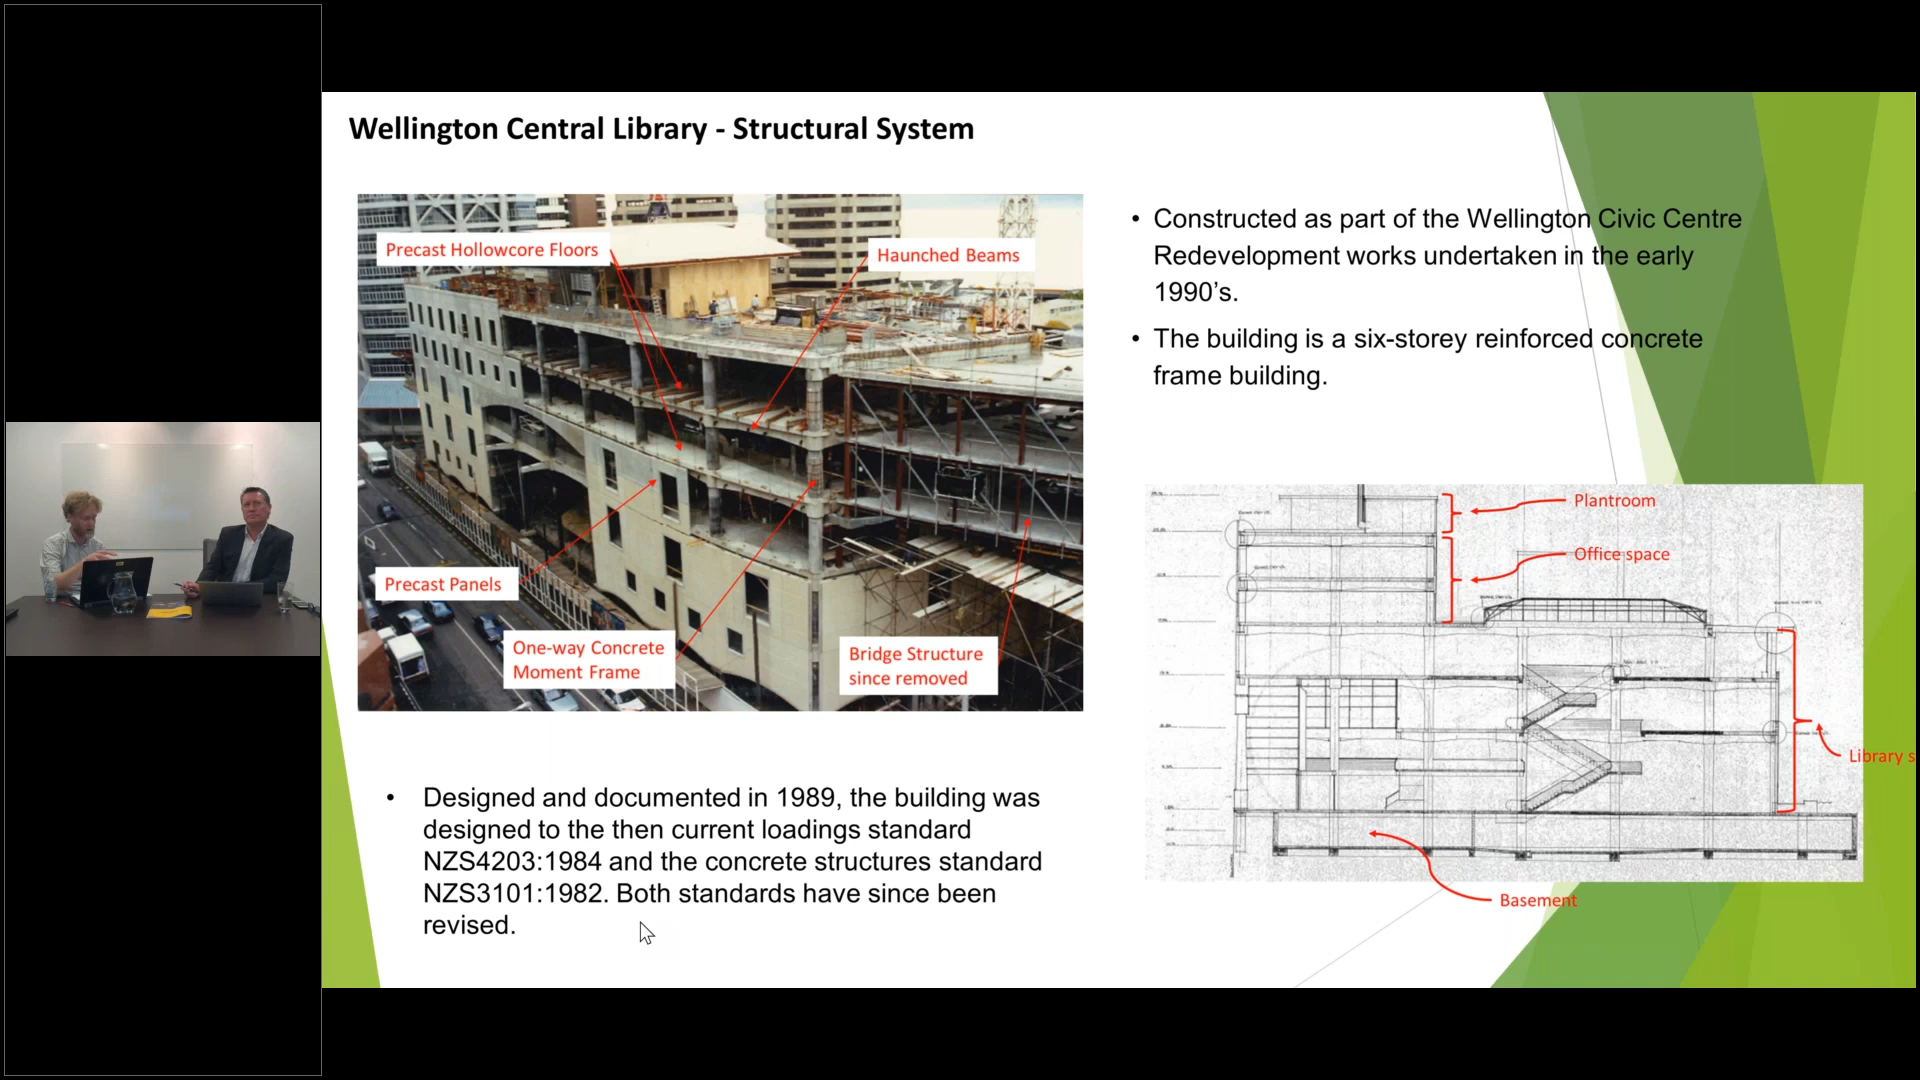 Wellington Central Library - Structural System
Precast Hollowcore Floors
Haunched Beams
Precast Panels
One-way Concrete
Moment Frame
Bridge Structure
since removed
• Designed and documented in 1989, the building was
designed to the then current loadings standard
NZS4203:1984 and the concrete structures standard
NZS3101:1982. Both standards have since been
revised.
• Constructed as part of the Wellington Civic Centre
Redevelopment works undertaken in the early
1990’s.
• The building is a six-storey reinforced concrete
frame building.
Plantroom
Office space
Library s
Basement